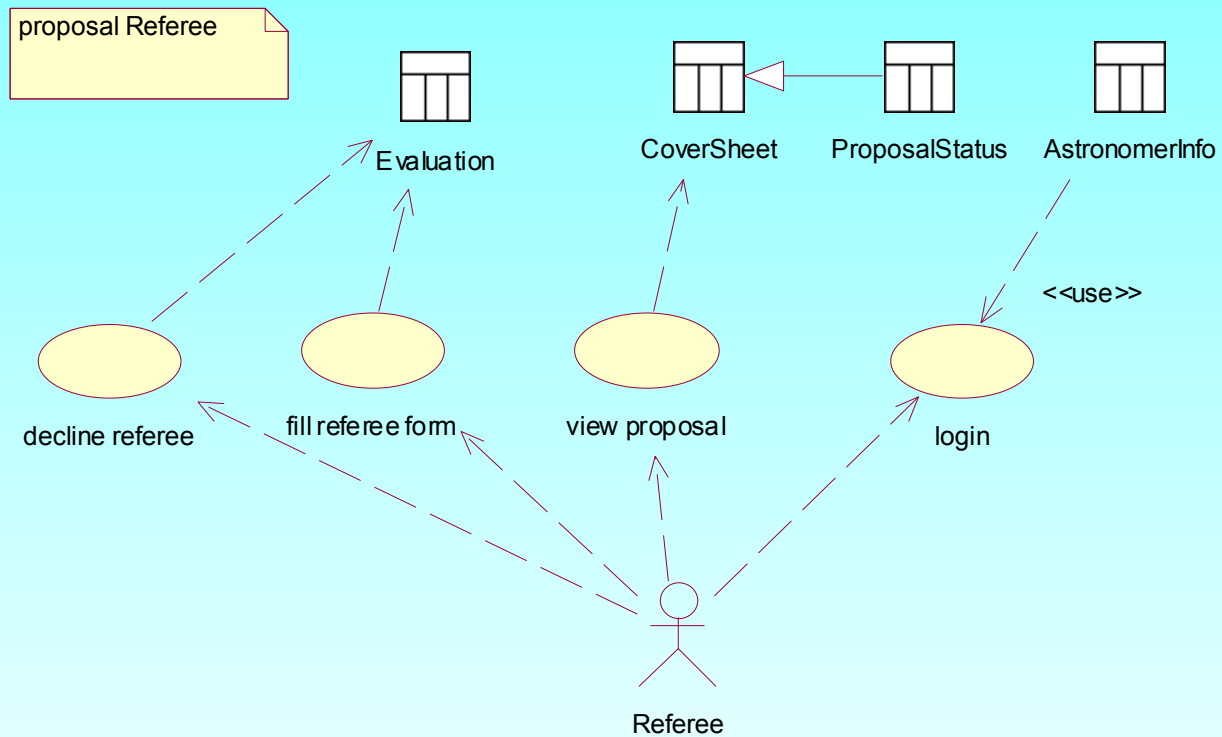 proposal Referee
Evaluation
CoverSheet
ProposalStatus
AstronomerInfo
<<use>>
decline referee
fill referee form
view proposal
login
Referee